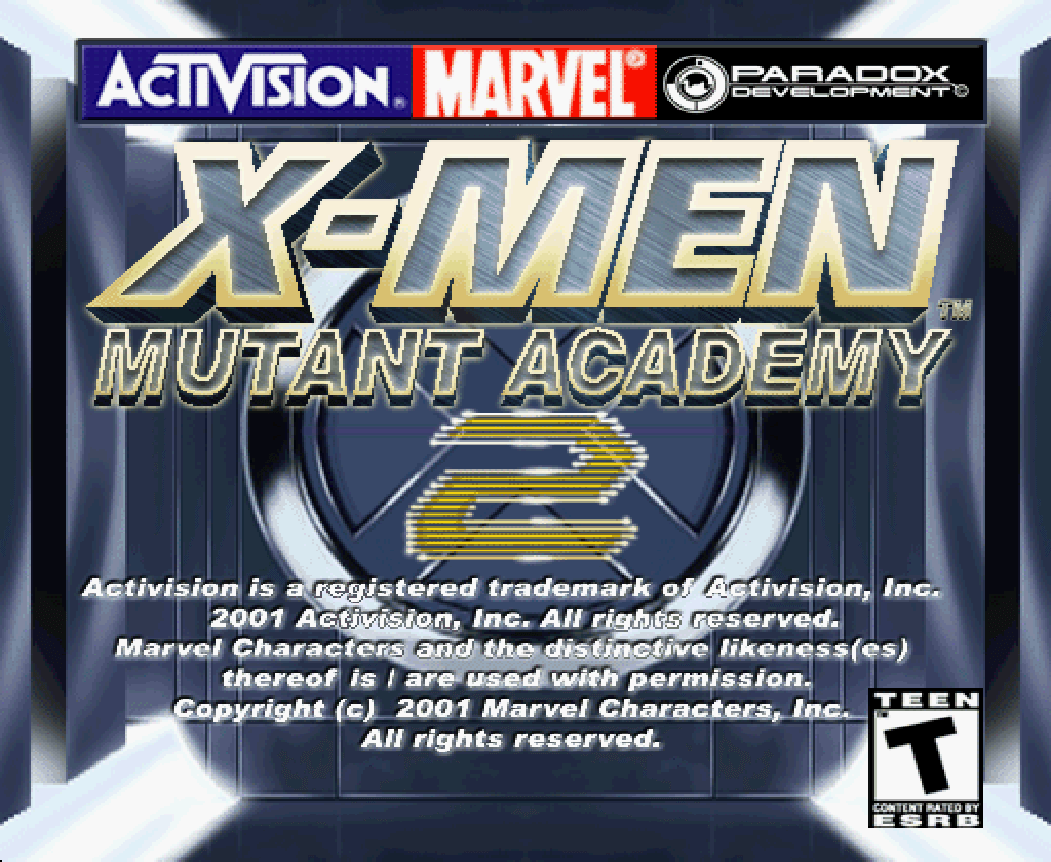 ACTIVISION® MARVEL® PARADOX
DEVELOPMENT©
X-MEN™
MUTANT ACADEMY
2
Activision is a registered trademark of Activision, Inc.
2001 Activision, Inc. All rights reserved.
Marvel Characters and the distinctive likeness(es)
thereof is / are used with permission.
Copyright (c) 2001 Marvel Characters, Inc.
All rights reserved.
TEEN
T
CONTENT RATED BY
ESRB